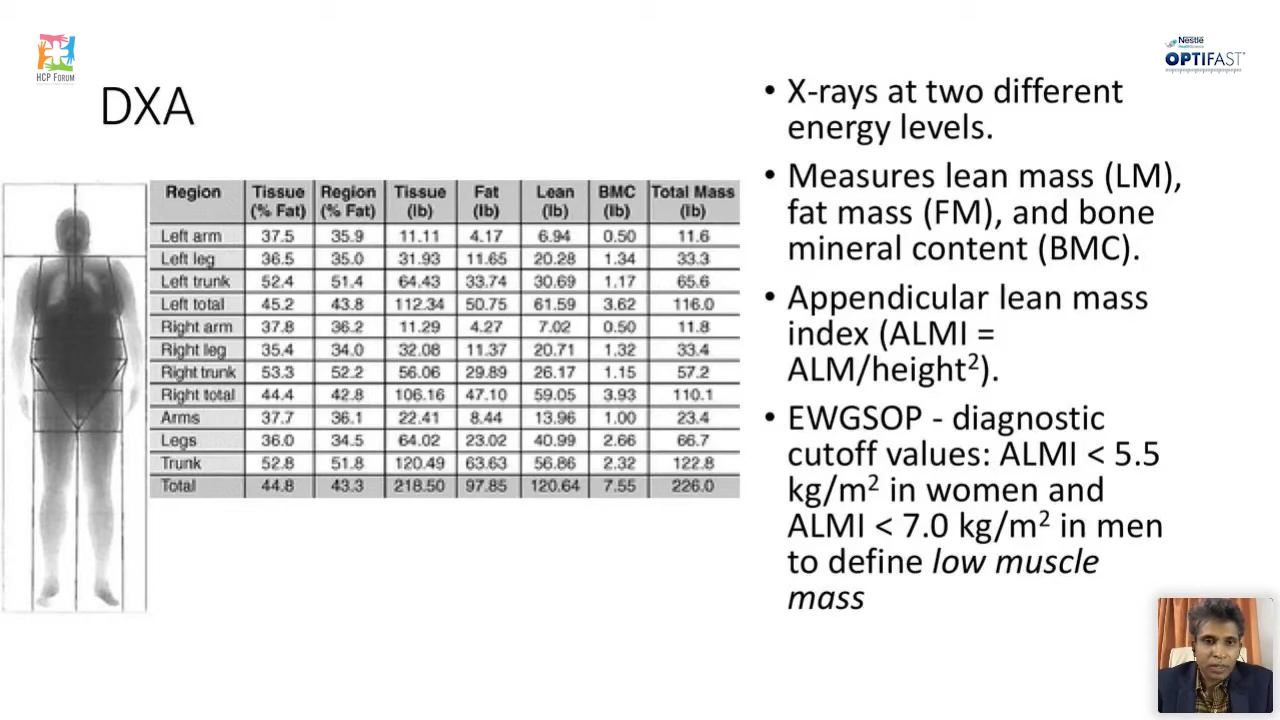 HCP FORUM
Nestlé
HealthScience
OPTIFAST®
DXA
Region Tissue (% Fat) Region (% Fat) Tissue (lb) Fat (lb) Lean (lb) BMC (lb) Total Mass (lb)
Left arm 37.5 35.9 11.11 4.17 6.94 0.50 11.6
Left leg 36.5 35.0 31.93 11.65 20.28 1.34 33.3
Left trunk 52.4 51.4 64.43 33.74 30.69 1.17 65.6
Left total 45.2 43.8 112.34 50.75 61.59 3.62 116.0
Right arm 37.8 36.2 11.29 4.27 7.02 0.50 11.8
Right leg 35.4 34.0 32.08 11.37 20.71 1.32 33.4
Right trunk 53.3 52.2 56.06 29.89 26.17 1.15 57.2
Right total 44.4 42.8 106.16 47.10 59.05 3.93 110.1
Arms 37.7 36.1 22.41 8.44 13.96 1.00 23.4
Legs 36.0 34.5 64.02 23.02 40.99 2.66 66.7
Trunk 52.8 51.8 120.49 63.63 56.86 2.32 122.8
Total 44.8 43.3 218.50 97.85 120.64 7.55 226.0
• X-rays at two different
energy levels.
• Measures lean mass (LM),
fat mass (FM), and bone
mineral content (BMC).
• Appendicular lean mass
index (ALMI =
ALM/height²).
• EWGSOP - diagnostic
cutoff values: ALMI < 5.5
kg/m² in women and
ALMI < 7.0 kg/m² in men
to define low muscle
mass